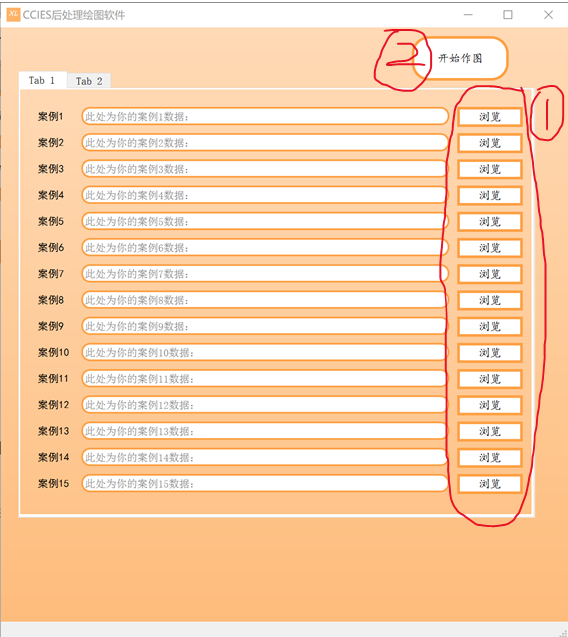 XL CCIES后处理绘图软件
2 开始作图
Tab 1 Tab 2
1
案例1 此处为你的案例1数据: 浏览
案例2 此处为你的案例2数据: 浏览
案例3 此处为你的案例3数据: 浏览
案例4 此处为你的案例4数据: 浏览
案例5 此处为你的案例5数据: 浏览
案例6 此处为你的案例6数据: 浏览
案例7 此处为你的案例7数据: 浏览
案例8 此处为你的案例8数据: 浏览
案例9 此处为你的案例9数据: 浏览
案例10 此处为你的案例10数据: 浏览
案例11 此处为你的案例11数据: 浏览
案例12 此处为你的案例12数据: 浏览
案例13 此处为你的案例13数据: 浏览
案例14 此处为你的案例14数据: 浏览
案例15 此处为你的案例15数据: 浏览